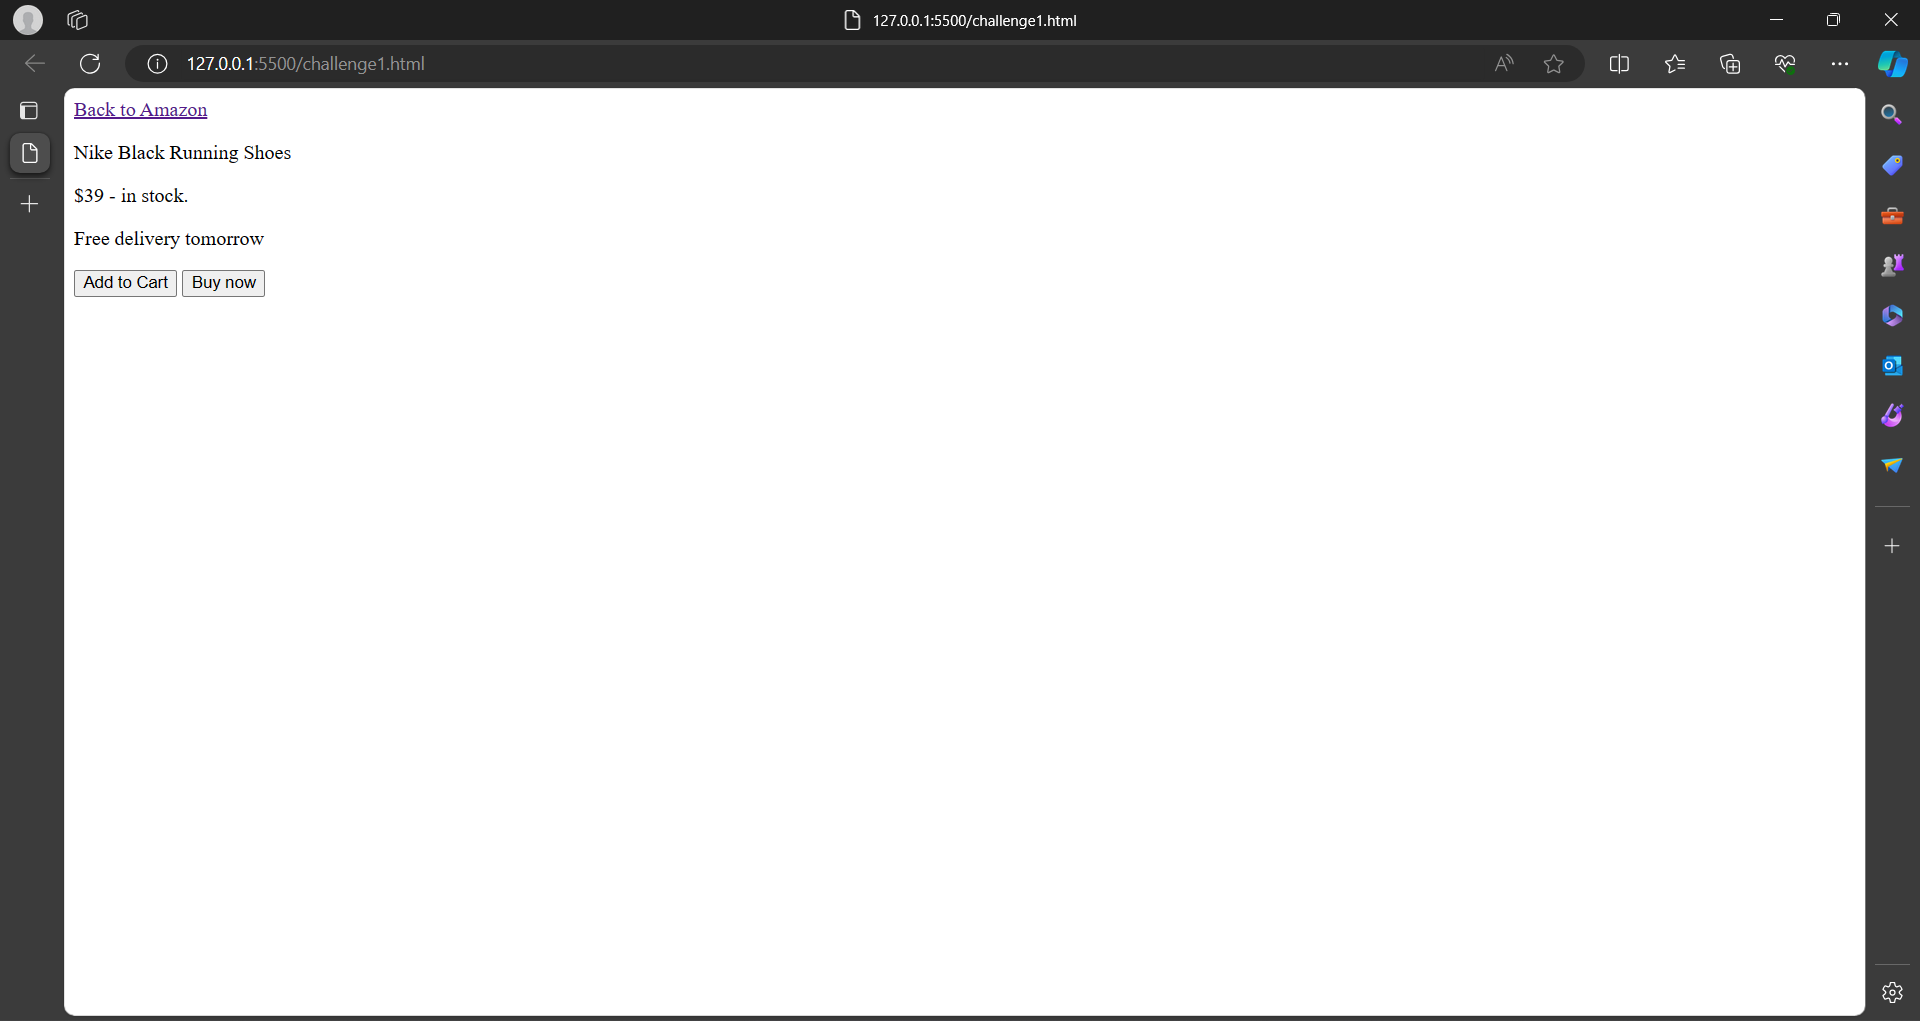 127.0.0.1:5500/challenge1.html
127.0.0.1:5500/challenge1.html
Back to Amazon
Nike Black Running Shoes
$39 - in stock.
Free delivery tomorrow
Add to Cart Buy now